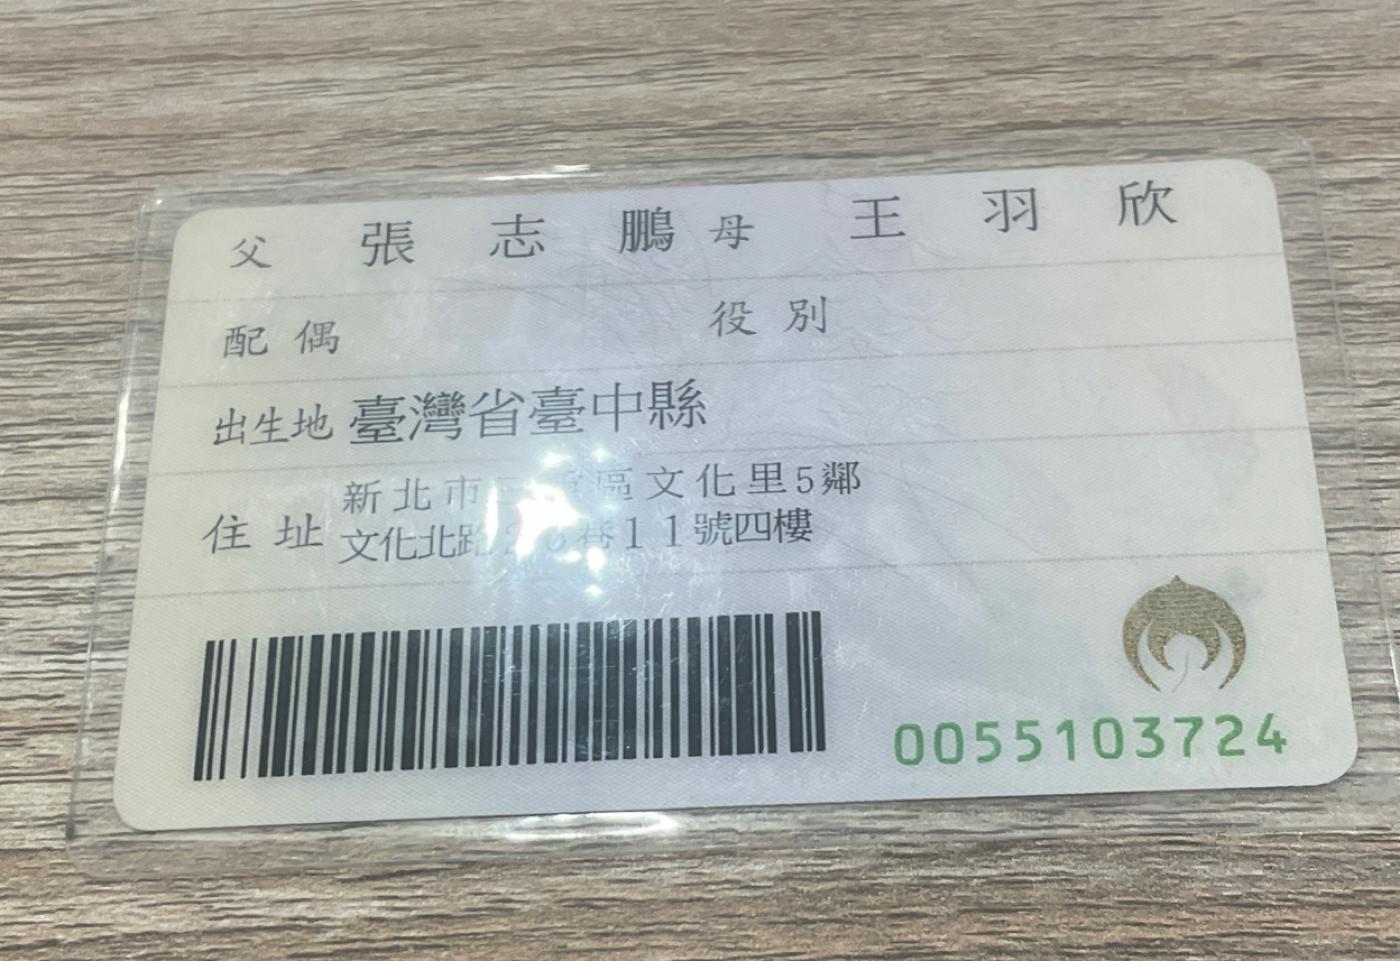 父 張志鵬 母 王羽欣
配偶 役別
出生地 臺灣省臺中縣
新北市 區文化里5鄰
住址
文化北路 巷11號四樓
0055103724